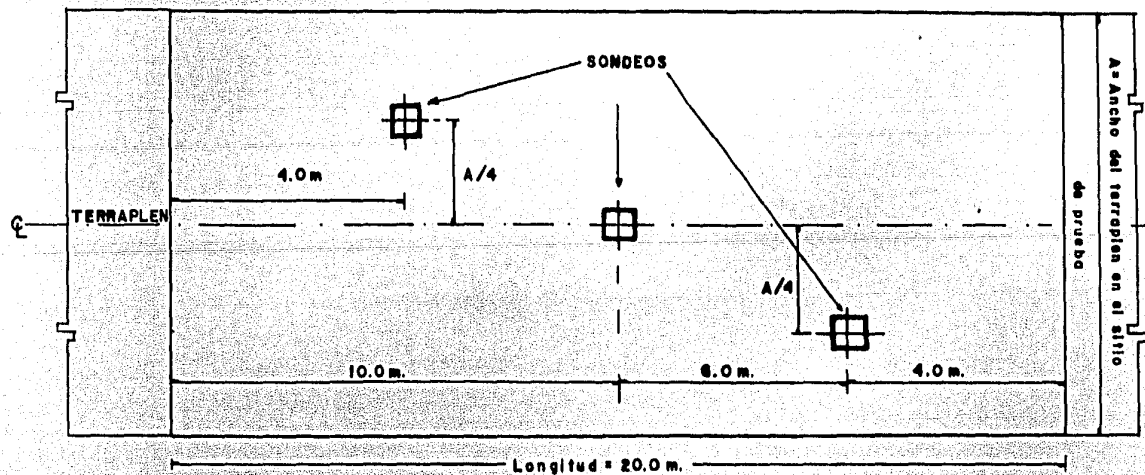 SONDEOS
A/4
4.0 m
TERRAPLEN
℄
A/4
10.0 m.
6.0 m.
4.0 m.
Longitud = 20.0 m.
de prueba
A=Ancho del terraplen en el sitio